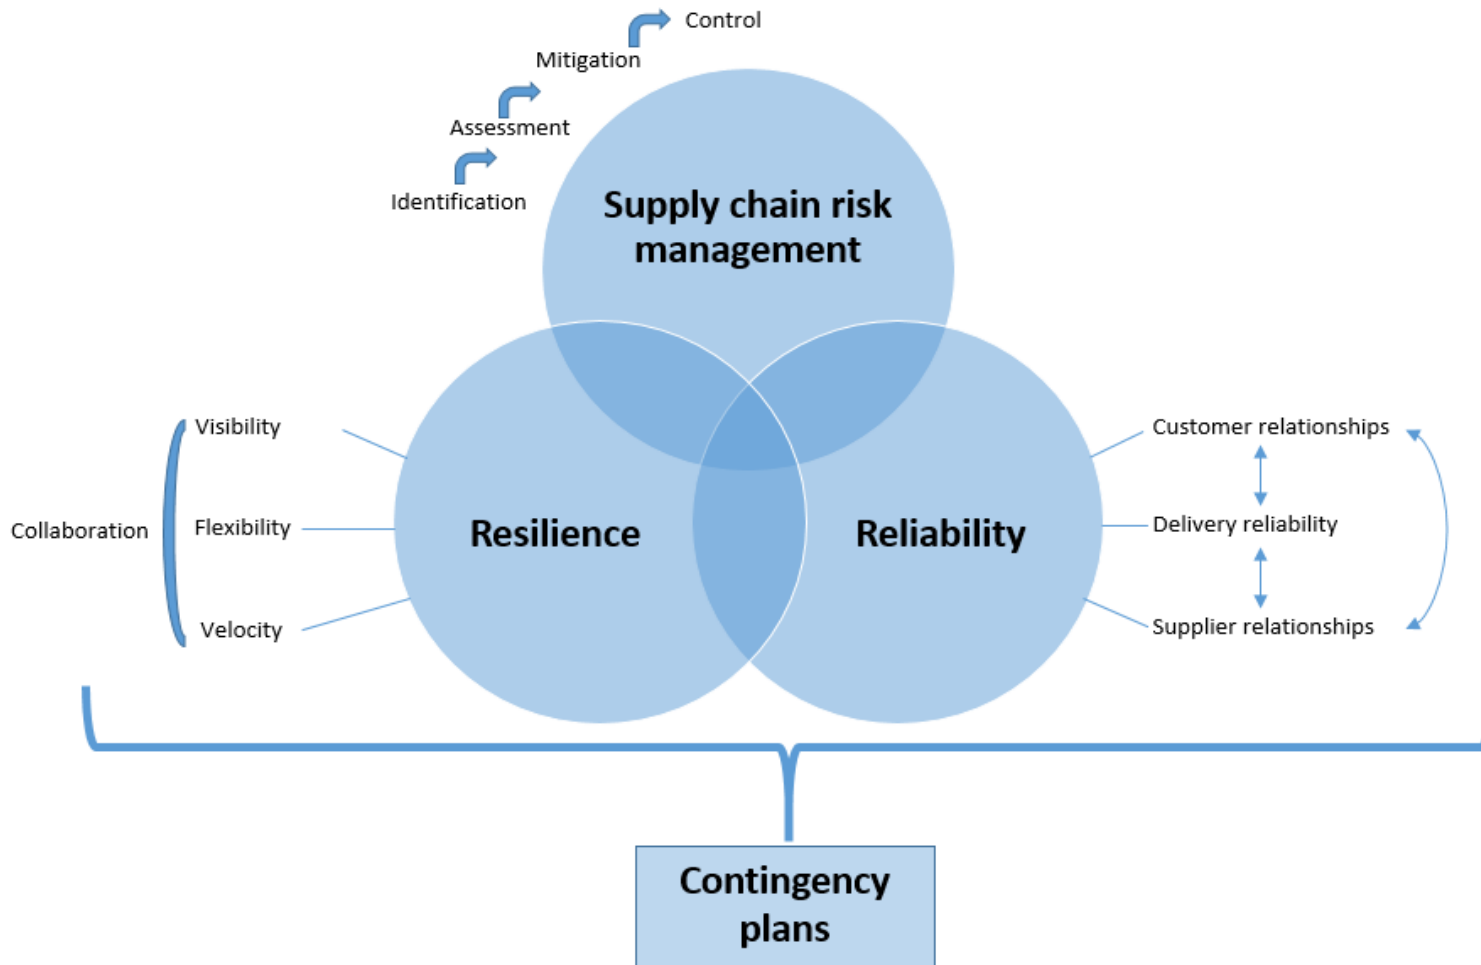 Control
Mitigation
Assessment
Identification
Supply chain risk
management
Visibility
Flexibility
Collaboration
Velocity
Resilience
Reliability
Customer relationships
Delivery reliability
Supplier relationships
Contingency
plans